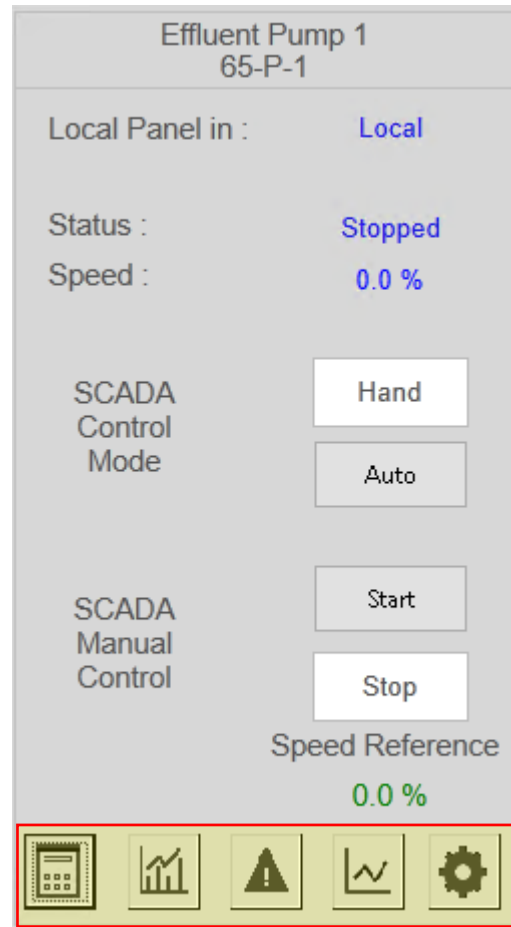 Effluent Pump 1
65-P-1
Local Panel in : Local
Status : Stopped
Speed : 0.0 %
SCADA
Control
Mode
Hand
Auto
SCADA
Manual
Control
Start
Stop
Speed Reference
0.0 %